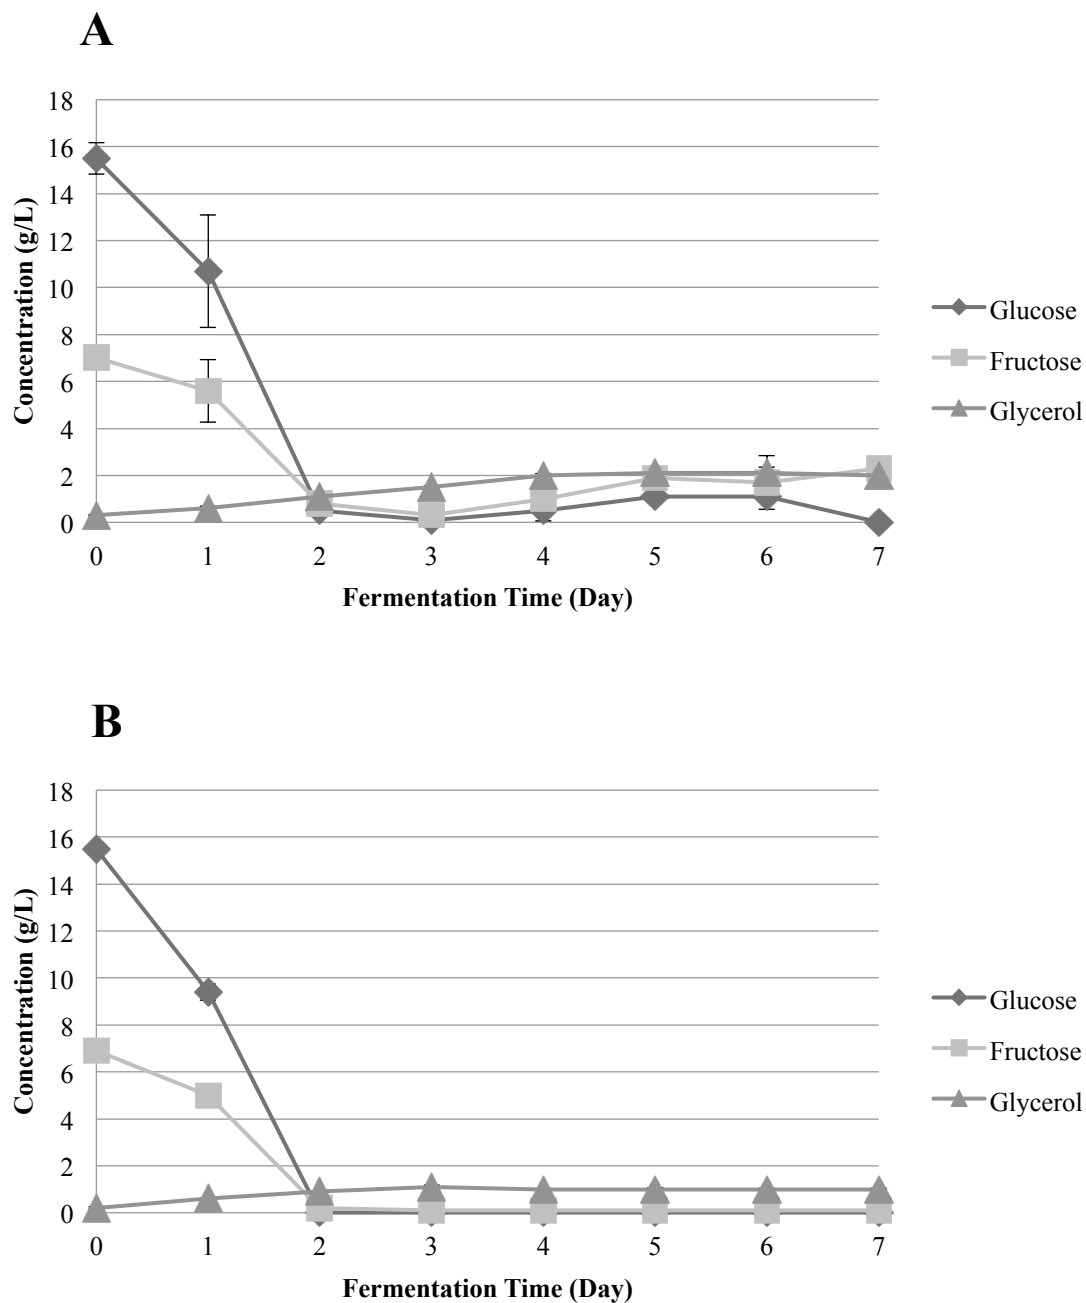 A
18
16
14
12
10
8
6
4
2
0
Concentration (g/L)
0 1 2 3 4 5 6 7
Fermentation Time (Day)
Glucose
Fructose
Glycerol
B
18
16
14
12
10
8
6
4
2
0
Concentration (g/L)
0 1 2 3 4 5 6 7
Fermentation Time (Day)
Glucose
Fructose
Glycerol